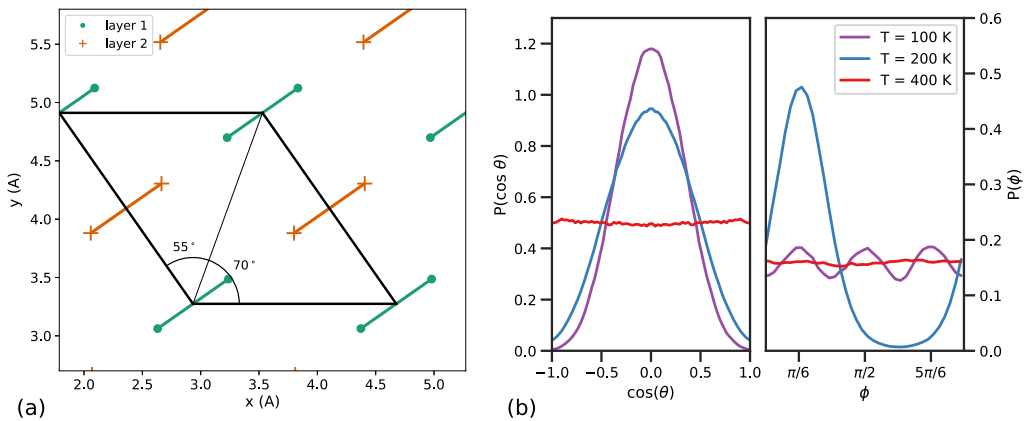 layer 1
layer 2
5.5
5.0
4.5
4.0
3.5
3.0
y (A)
55°
70°
2.0 2.5 3.0 3.5 4.0 4.5 5.0
x (A)
(a)
1.2
1.0
0.8
0.6
0.4
0.2
0.0
P(cos θ)
−1.0 −0.5 0.0 0.5 1.0
cos(θ)
(b)
T = 100 K
T = 200 K
T = 400 K
0.6
0.5
0.4
0.3
0.2
0.1
0.0
P(ϕ)
π/6 π/2 5π/6
ϕ